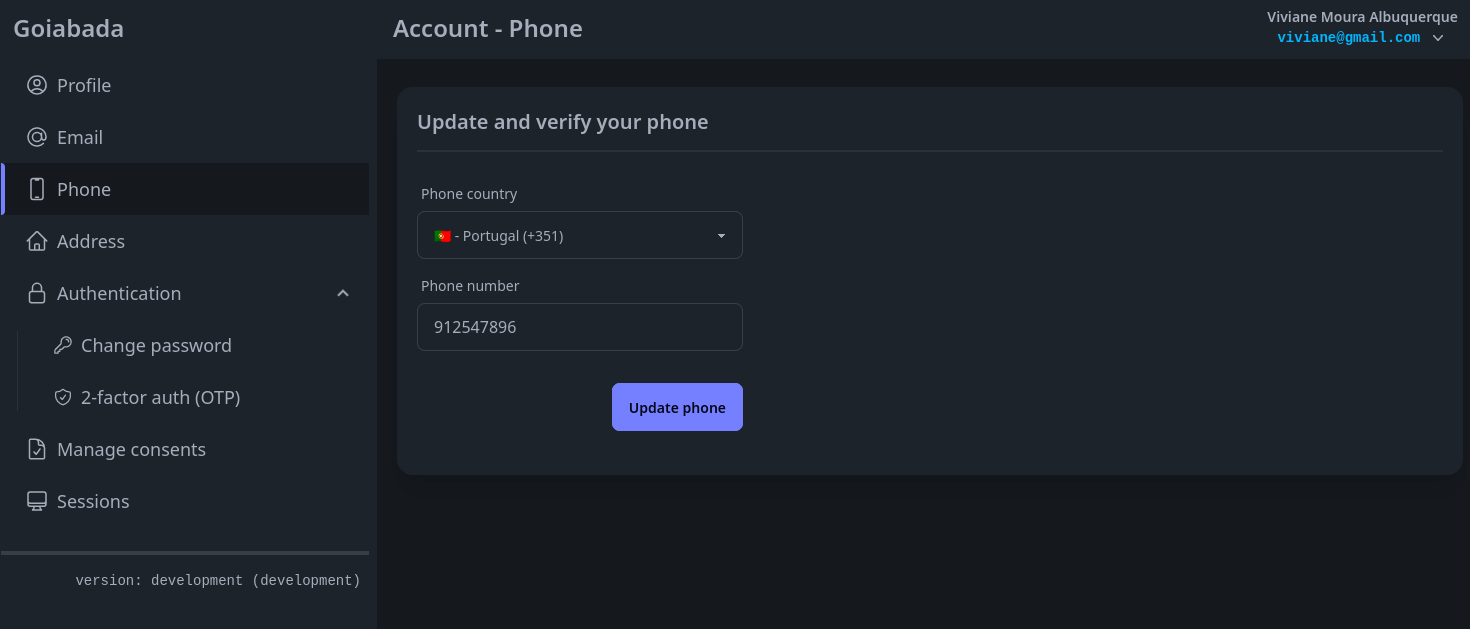 Goiabada
Profile
Email
Phone
Address
Authentication
Change password
2-factor auth (OTP)
Manage consents
Sessions
version: development (development)
Account - Phone
Viviane Moura Albuquerque
viviane@gmail.com
Update and verify your phone
Phone country
🇵🇹 - Portugal (+351)
Phone number
912547896
Update phone